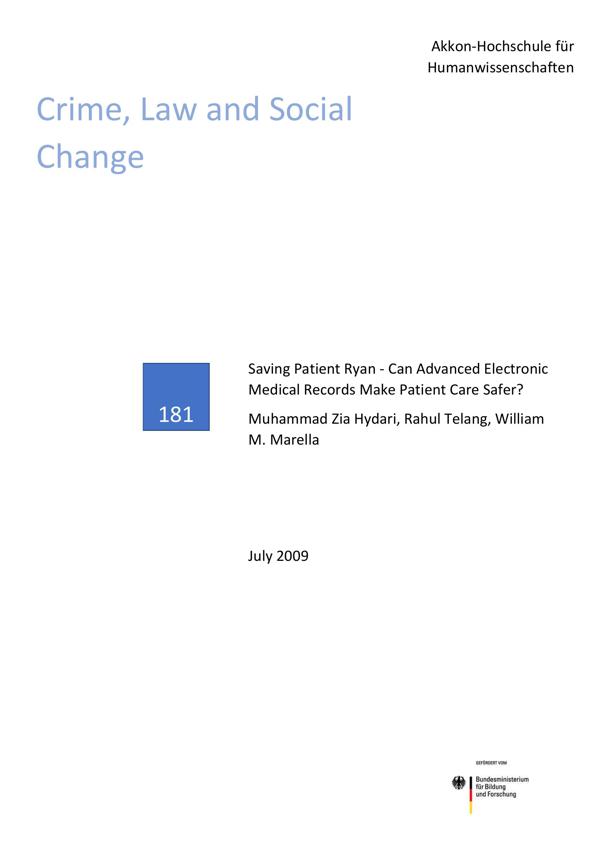 Akkon-Hochschule für
Humanwissenschaften
Crime, Law and Social
Change
181
Saving Patient Ryan - Can Advanced Electronic
Medical Records Make Patient Care Safer?
Muhammad Zia Hydari, Rahul Telang, William
M. Marella
July 2009
GEFÖRDERT VOM
Bundesministerium
für Bildung
und Forschung